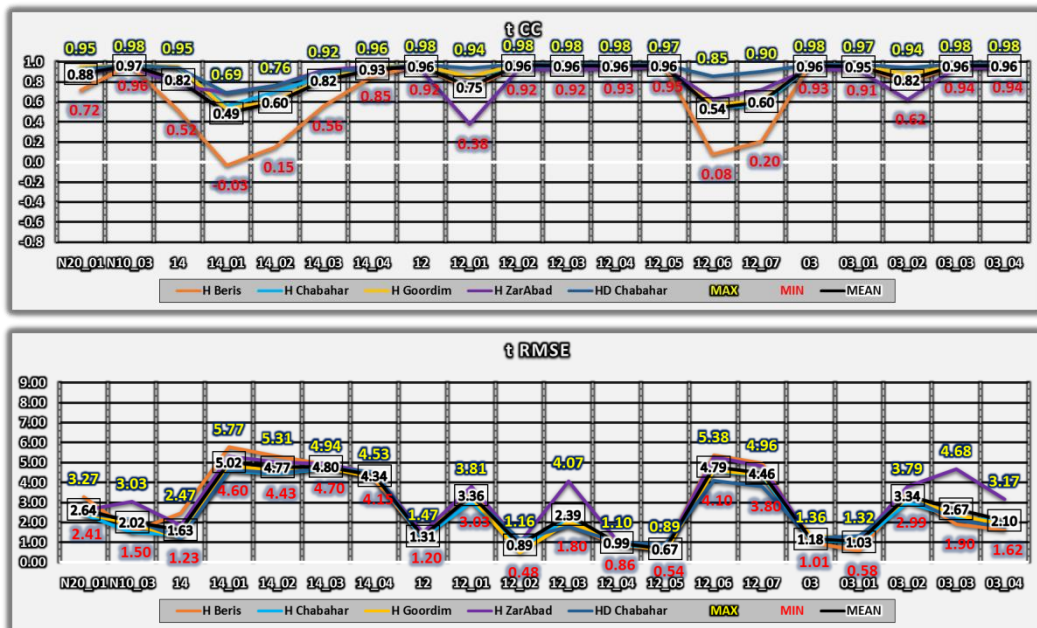 t CC
0.95 0.98 0.95 0.69 0.76 0.92 0.96 0.98 0.94 0.98 0.98 0.98 0.97 0.85 0.90 0.98 0.97 0.94 0.98 0.98
1.0
0.8
0.6
0.4
0.2
0.0
-0.2
-0.4
-0.6
-0.8
0.88 0.97 0.82 0.49 0.60 0.82 0.93 0.96 0.75 0.96 0.96 0.96 0.96 0.54 0.60 0.96 0.95 0.82 0.96 0.96
0.72 0.96 0.52 -0.03 0.15 0.56 0.85 0.92 0.38 0.92 0.92 0.93 0.95 0.08 0.20 0.93 0.91 0.62 0.94 0.94
N20_01 N10_03 14 14_01 14_02 14_03 14_04 12 12_01 12_02 12_03 12_04 12_05 12_06 12_07 03 03_01 03_02 03_03 03_04
H Beris H Chabahar H Goordim H ZarAbad HD Chabahar MAX MIN MEAN
t RMSE
9.00
8.00
7.00
6.00
5.00
4.00
3.00
2.00
1.00
0.00
3.27 3.03 2.47 5.77 5.31 4.94 4.53 1.47 3.81 1.16 4.07 1.10 0.89 5.38 4.96 1.36 1.32 3.79 4.68 3.17
2.64 2.02 1.63 5.02 4.77 4.80 4.34 1.31 3.36 0.89 2.39 0.99 0.67 4.79 4.46 1.18 1.03 3.34 2.67 2.10
2.41 1.50 1.23 4.60 4.43 4.70 4.15 1.20 3.03 0.48 1.80 0.86 0.54 4.10 3.80 1.01 0.58 2.99 1.90 1.62
N20_01 N10_03 14 14_01 14_02 14_03 14_04 12 12_01 12_02 12_03 12_04 12_05 12_06 12_07 03 03_01 03_02 03_03 03_04
H Beris H Chabahar H Goordim H ZarAbad HD Chabahar MAX MIN MEAN